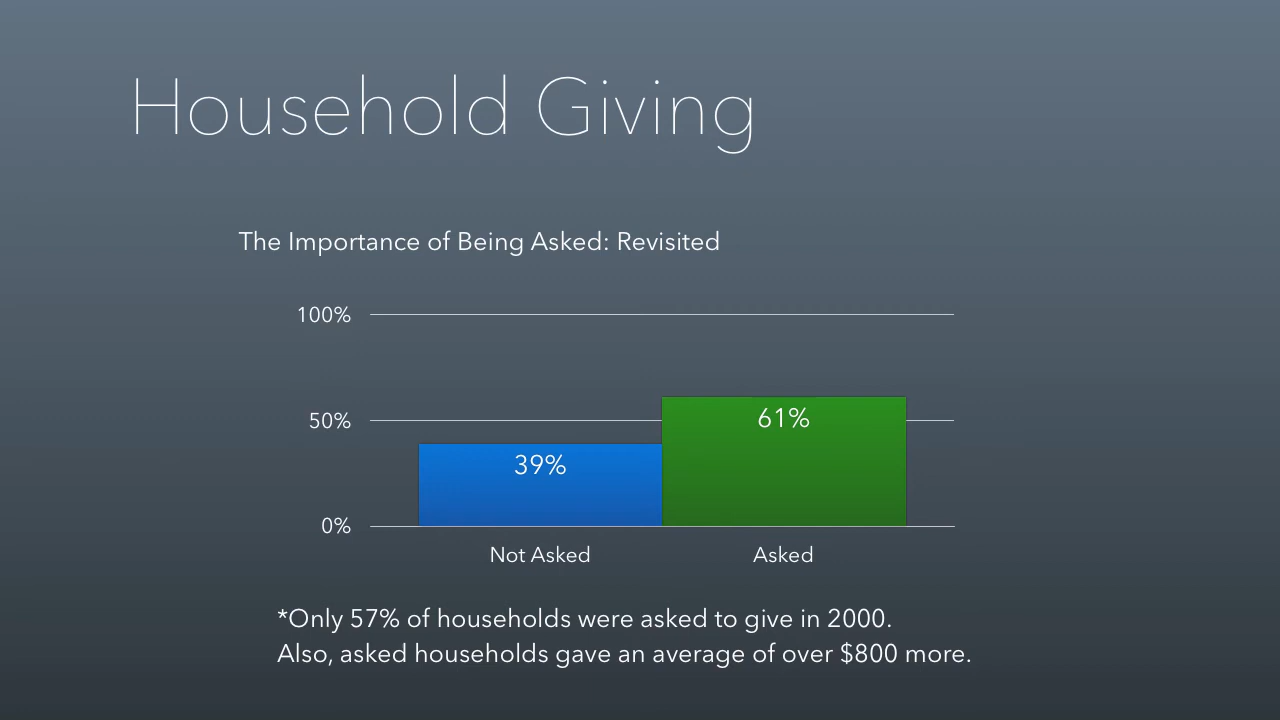 Household Giving
The Importance of Being Asked: Revisited
100%
50%
0%
39%
61%
Not Asked
Asked
*Only 57% of households were asked to give in 2000.
Also, asked households gave an average of over $800 more.